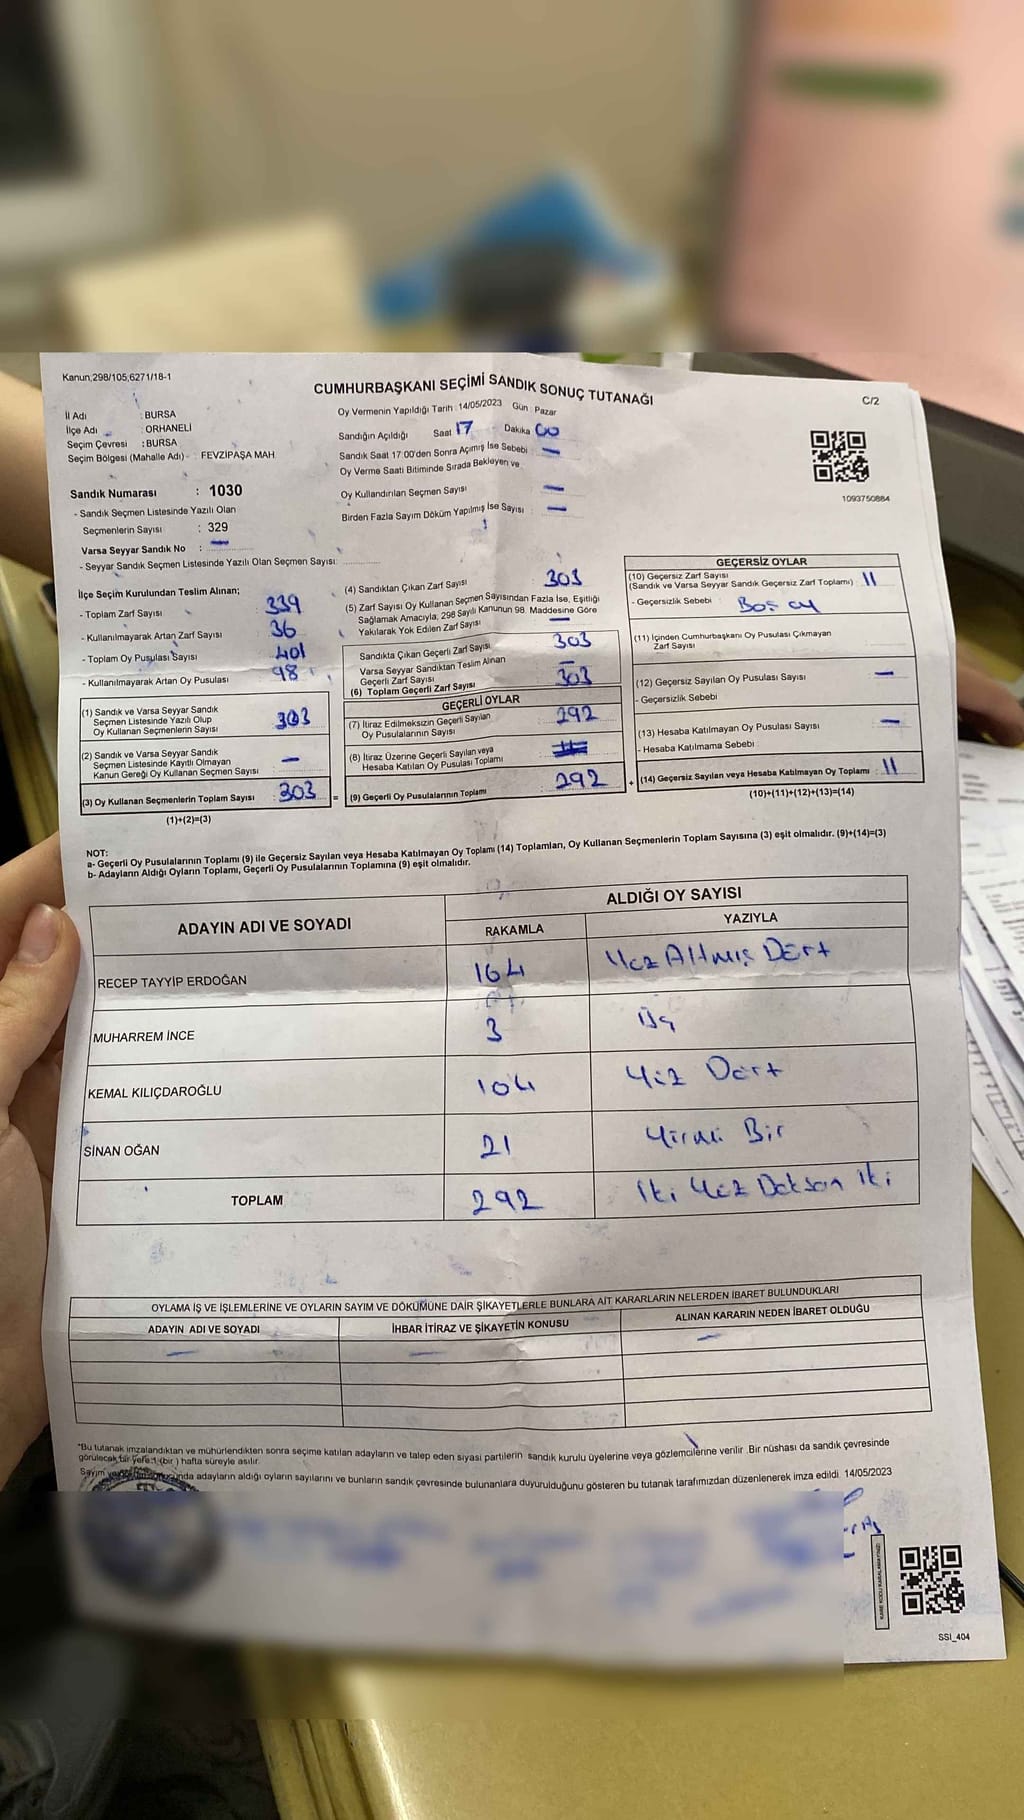 Kanun;298/105,6271/18-1
CUMHURBAŞKANI SEÇİMİ SANDIK SONUÇ TUTANAĞI
C/2
İl Adı : BURSA
İlçe Adı : ORHANELİ
Seçim Çevresi : BURSA
Seçim Bölgesi (Mahalle Adı)- FEVZİPAŞA MAH.
Sandık Numarası : 1030
- Sandık Seçmen Listesinde Yazılı Olan
Seçmenlerin Sayısı : 329
Varsa Seyyar Sandık No : —
- Seyyar Sandık Seçmen Listesinde Yazılı Olan Seçmen Sayısı:
Oy Vermenin Yapıldığı Tarih : 14/05/2023 Gün : Pazar
Sandığın Açıldığı Saat 17 Dakika 00
Sandık Saat 17:00'den Sonra Açımış İse Sebebi : —
Oy Verme Saati Bitiminde Sırada Bekleyen ve
Oy Kullandırılan Seçmen Sayısı —
Birden Fazla Sayım Döküm Yapılmış İse Sayısı : —
1093750884
İlçe Seçim Kurulundan Teslim Alınan;
- Toplam Zarf Sayısı 339
- Kullanılmayarak Artan Zarf Sayısı 36
- Toplam Oy Pusulası Sayısı 401
- Kullanılmayarak Artan Oy Pusulası 98
(1) Sandık ve Varsa Seyyar Sandık
Seçmen Listesinde Yazılı Olup
Oy Kullanan Seçmenlerin Sayısı : 303
(2) Sandık ve Varsa Seyyar Sandık
Seçmen Listesinde Kayıtlı Olmayan
Kanun Gereği Oy Kullanan Seçmen Sayısı : —
(3) Oy Kullanan Seçmenlerin Toplam Sayısı : 303 =
(1)+(2)=(3)
(4) Sandıktan Çıkan Zarf Sayısı 303
(5) Zarf Sayısı Oy Kullanan Seçmen Sayısından Fazla İse, Eşitliği
Sağlamak Amacıyla; 298 Sayılı Kanunun 98. Maddesine Göre
Yakılarak Yok Edilen Zarf Sayısı —
Sandıkta Çıkan Geçerli Zarf Sayısı 303
Varsa Seyyar Sandıktan Teslim Alınan
Geçerli Zarf Sayısı —
(6) Toplam Geçerli Zarf Sayısı 303
GEÇERLİ OYLAR
(7) İtiraz Edilmeksizin Geçerli Sayılan
Oy Pusulalarının Sayısı 292
(8) İtiraz Üzerine Geçerli Sayılan veya
Hesaba Katılan Oy Pusulası Toplamı
(9) Geçerli Oy Pusulalarının Toplamı 292 +
GEÇERSİZ OYLAR
(10) Geçersiz Zarf Sayısı
(Sandık ve Varsa Seyyar Sandık Geçersiz Zarf Toplamı) : 11
- Geçersizlik Sebebi : Boş oy
(11) İçinden Cumhurbaşkanı Oy Pusulası Çıkmayan
Zarf Sayısı
(12) Geçersiz Sayılan Oy Pusulası Sayısı : —
- Geçersizlik Sebebi
(13) Hesaba Katılmayan Oy Pusulası Sayısı : —
- Hesaba Katılmama Sebebi
(14) Geçersiz Sayılan veya Hesaba Katılmayan Oy Toplamı : 11
(10)+(11)+(12)+(13)=(14)
NOT:
a- Geçerli Oy Pusulalarının Toplamı (9) ile Geçersiz Sayılan veya Hesaba Katılmayan Oy Toplamı (14) Toplamları, Oy Kullanan Seçmenlerin Toplam Sayısına (3) eşit olmalıdır. (9)+(14)=(3)
b- Adayların Aldığı Oyların Toplamı, Geçerli Oy Pusulalarının Toplamına (9) eşit olmalıdır.
ADAYIN ADI VE SOYADI
ALDIĞI OY SAYISI
RAKAMLA YAZIYLA
RECEP TAYYİP ERDOĞAN 164 Yüz Altmış Dört
MUHARREM İNCE 3 Üç
KEMAL KILIÇDAROĞLU 104 Yüz Dört
SİNAN OĞAN 21 Yirmi Bir
TOPLAM 292 İki Yüz Doksan iki
OYLAMA İŞ VE İŞLEMLERİNE VE OYLARIN SAYIM VE DÖKÜMÜNE DAİR ŞİKAYETLERLE BUNLARA AİT KARARLARIN NELERDEN İBARET BULUNDUKLARI
ADAYIN ADI VE SOYADI İHBAR İTİRAZ VE ŞİKAYETİN KONUSU ALINAN KARARIN NEDEN İBARET OLDUĞU
— — —
*Bu tutanak imzalandıktan ve mühürlendikten sonra seçime katılan adayların ve talep eden siyasi partilerin sandık kurulu üyelerine veya gözlemcilerine verilir. Bir nüshası da sandık çevresinde
görülecek bir yere 1 (bir ) hafta süreyle asılır.
adayların aldığı oyların sayılarını ve bunların sandık çevresinde bulunanlara duyurulduğunu gösteren bu tutanak tarafımızdan düzenlenerek imza edildi. 14/05/2023
KARE KODU KARALAMAYINIZ!
SSI_404